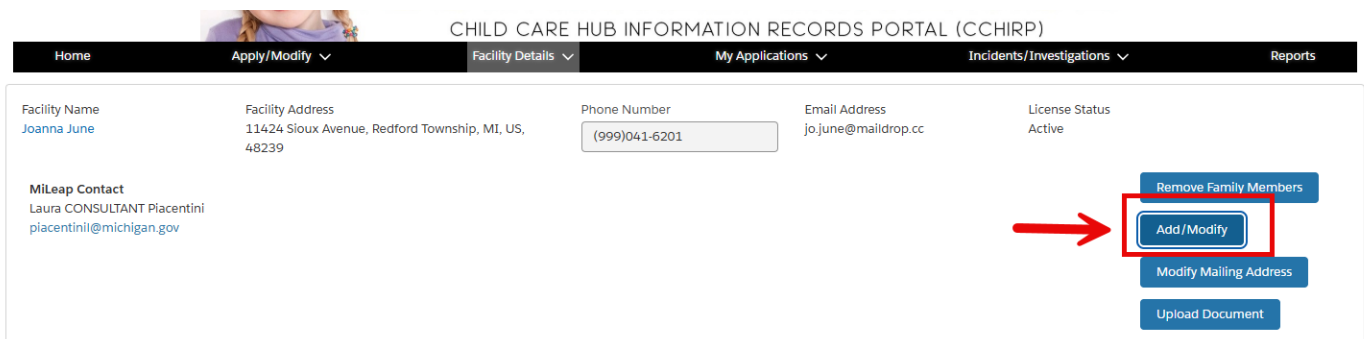 CHILD CARE HUB INFORMATION RECORDS PORTAL (CCHIRP)
Home Apply/Modify Facility Details My Applications Incidents/Investigations Reports
Facility Name Facility Address Phone Number Email Address License Status
Joanna June 11424 Sioux Avenue, Redford Township, MI, US, (999)041-6201 jo.june@maildrop.cc Active
48239
MiLeap Contact
Laura CONSULTANT Piacentini
piacentinil@michigan.gov
Remove Family Members
Add/Modify
Modify Mailing Address
Upload Document